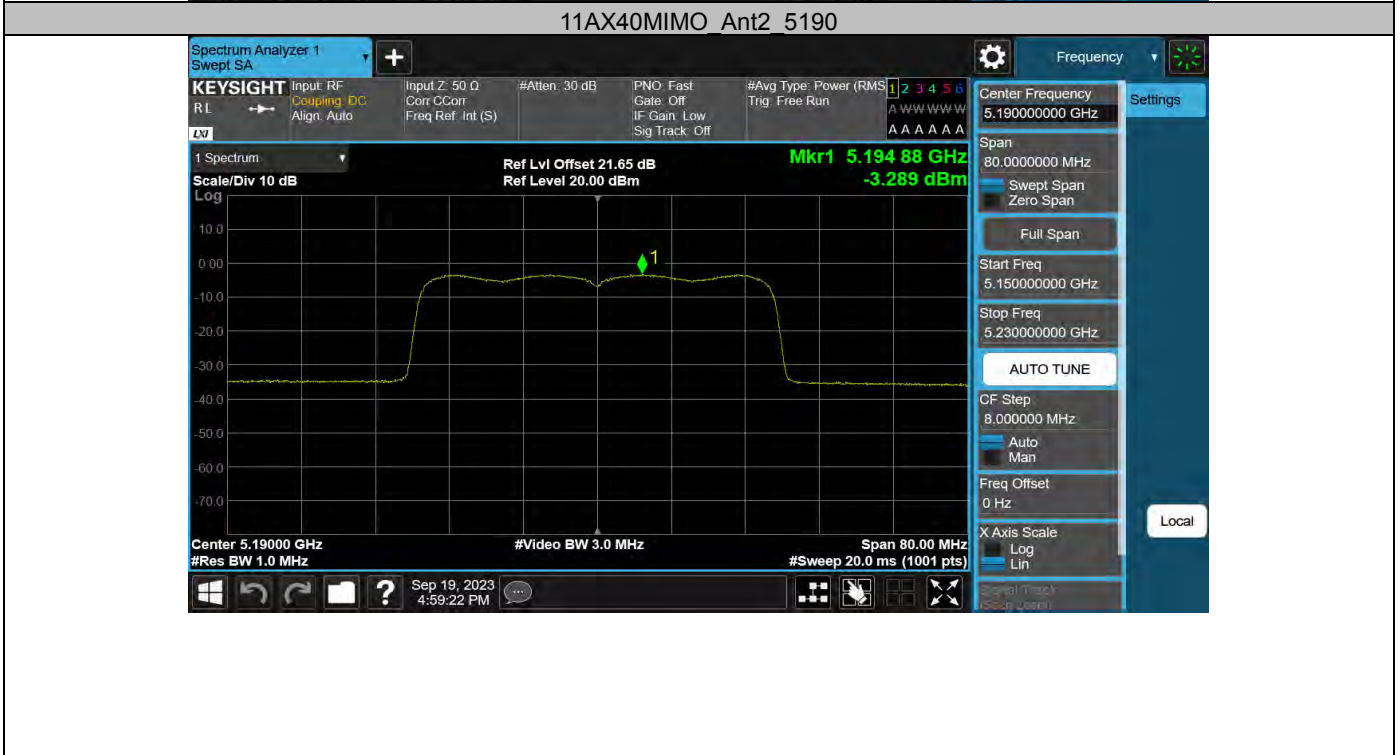 11AX40MIMO_Ant2_5190
Spectrum Analyzer 1
Swept SA
+
Frequency
KEYSIGHT
RL
LXI
Input: RF
Coupling: DC
Align: Auto
Input Z: 50 Ω
Corr CCorr
Freq Ref: Int (S)
#Atten: 30 dB
PNO: Fast
Gate: Off
IF Gain: Low
Sig Track: Off
#Avg Type: Power (RMS
Trig: Free Run
1 2 3 4 5 6
A W W W W W
A A A A A A
Center Frequency
5.190000000 GHz
Settings
1 Spectrum
Scale/Div 10 dB
Log
Ref Lvl Offset 21.65 dB
Ref Level 20.00 dBm
Mkr1 5.194 88 GHz
-3.289 dBm
Span
80.0000000 MHz
Swept Span
Zero Span
Full Span
Start Freq
5.150000000 GHz
Stop Freq
5.230000000 GHz
AUTO TUNE
CF Step
8.000000 MHz
Auto
Man
Freq Offset
0 Hz
X Axis Scale
Log
Lin
Local
10.0
0.00
-10.0
-20.0
-30.0
-40.0
-50.0
-60.0
-70.0
1
Center 5.19000 GHz
#Res BW 1.0 MHz
#Video BW 3.0 MHz
Span 80.00 MHz
#Sweep 20.0 ms (1001 pts)
?
Sep 19, 2023
4:59:22 PM
Signal Track